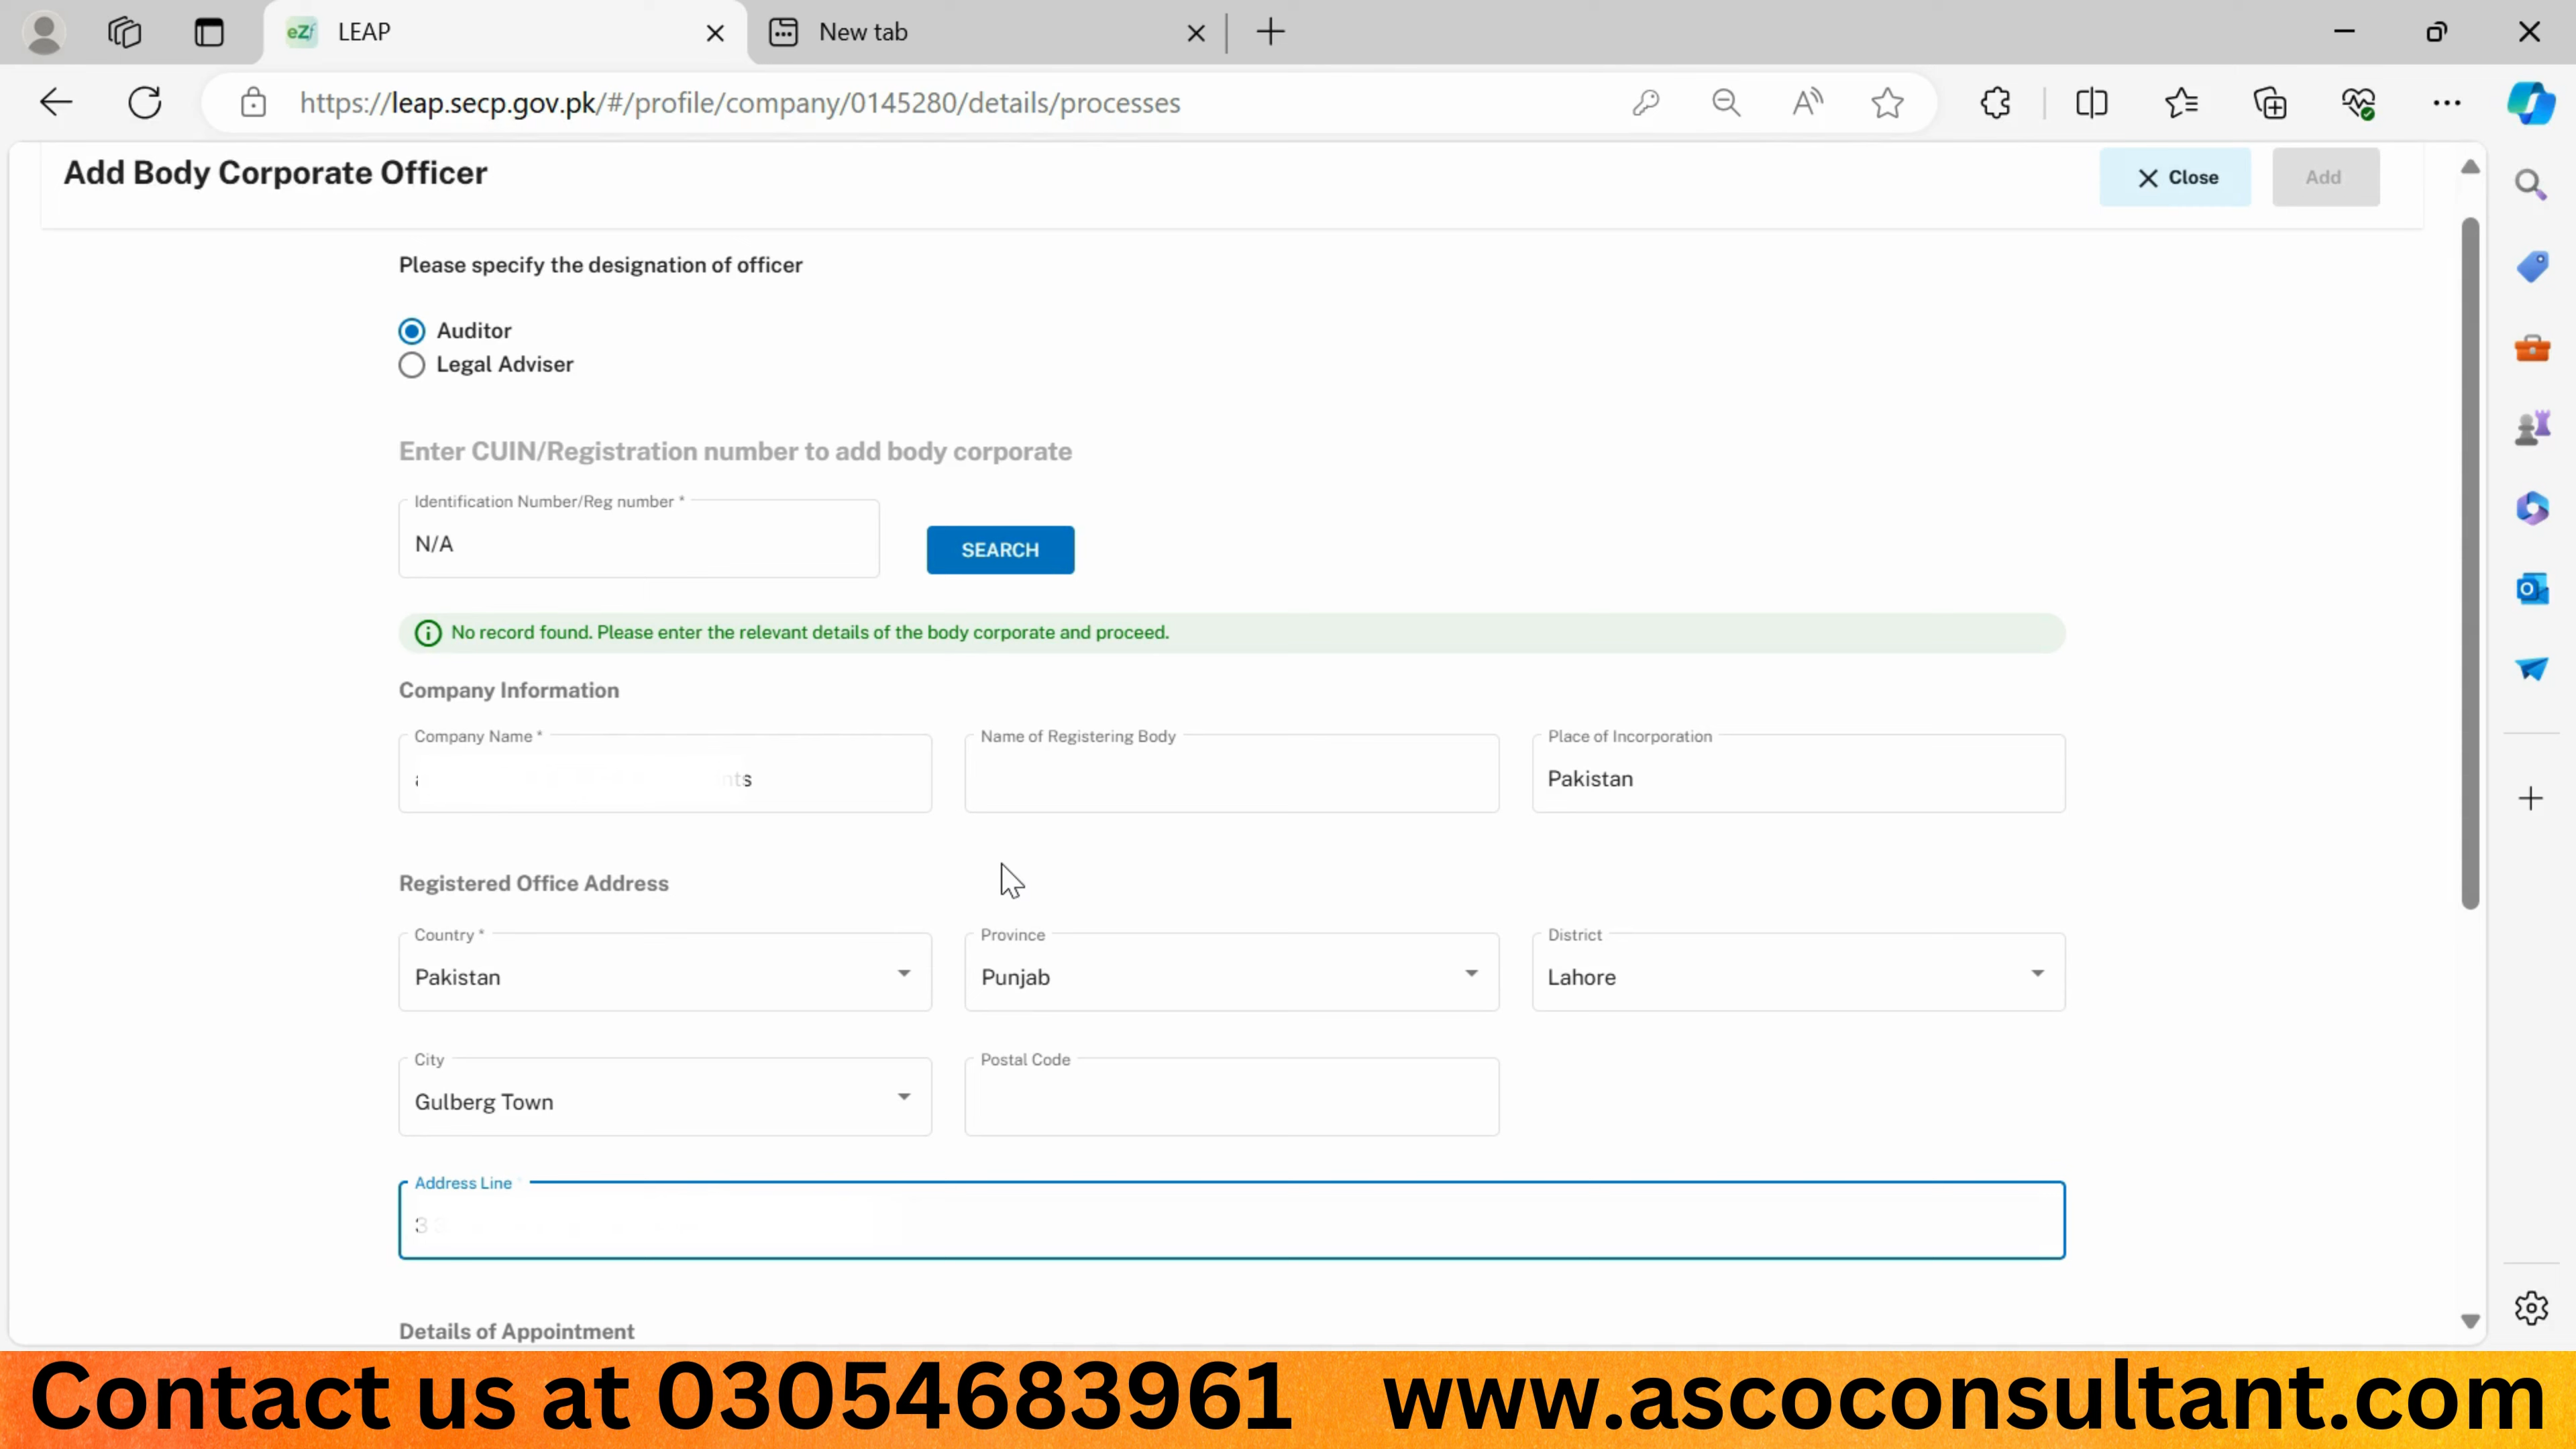 LEAP
New tab
https://leap.secp.gov.pk/#/profile/company/0145280/details/processes
Add Body Corporate Officer
Close
Add
Please specify the designation of officer
Auditor
Legal Adviser
Enter CUIN/Registration number to add body corporate
Identification Number/Reg number *
N/A
SEARCH
No record found. Please enter the relevant details of the body corporate and proceed.
Company Information
Company Name *
Name of Registering Body
Place of Incorporation
Pakistan
Registered Office Address
Country *
Province
District
Pakistan
Punjab
Lahore
City
Postal Code
Gulberg Town
Address Line
Details of Appointment
Contact us at 03054683961 www.ascoconsultant.com